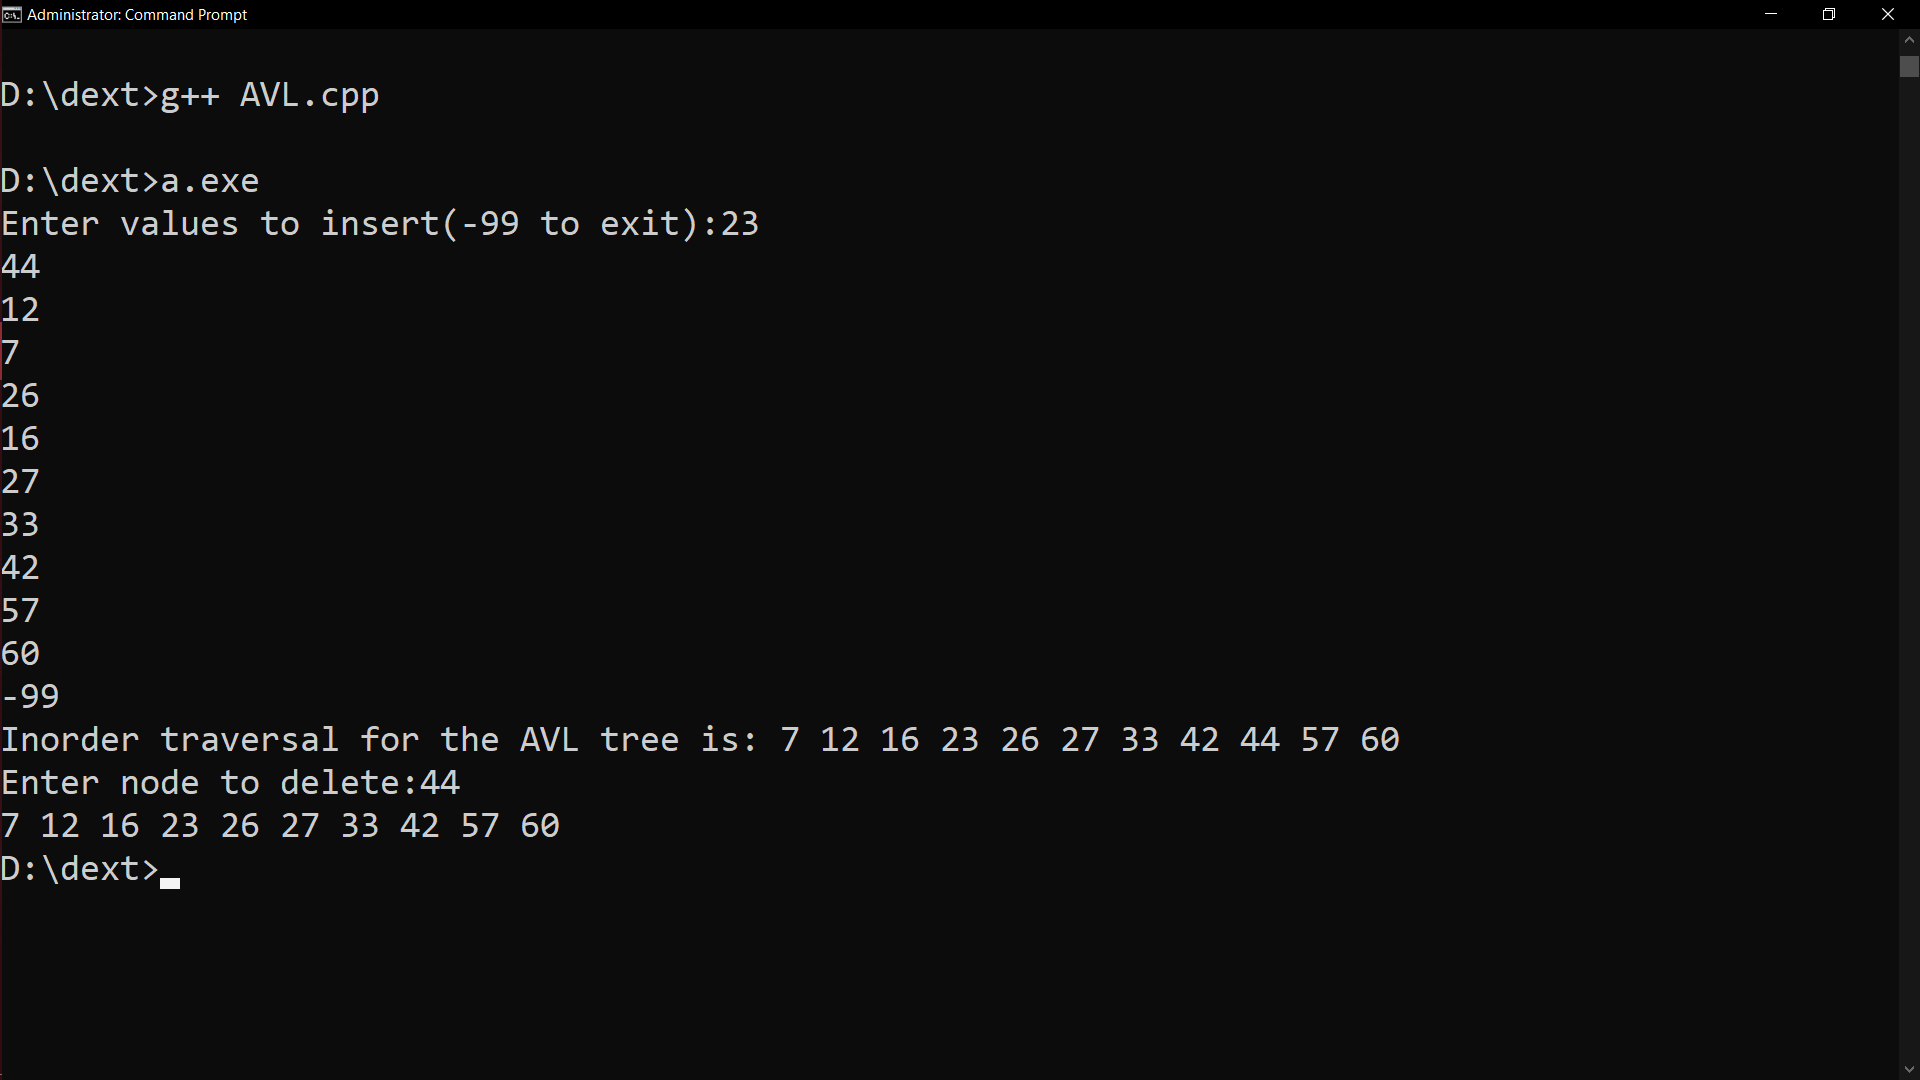 Administrator: Command Prompt
D:\dext>g++ AVL.cpp
D:\dext>a.exe
Enter values to insert(-99 to exit):23
44
12
7
26
16
27
33
42
57
60
-99
Inorder traversal for the AVL tree is: 7 12 16 23 26 27 33 42 44 57 60
Enter node to delete:44
7 12 16 23 26 27 33 42 57 60
D:\dext>